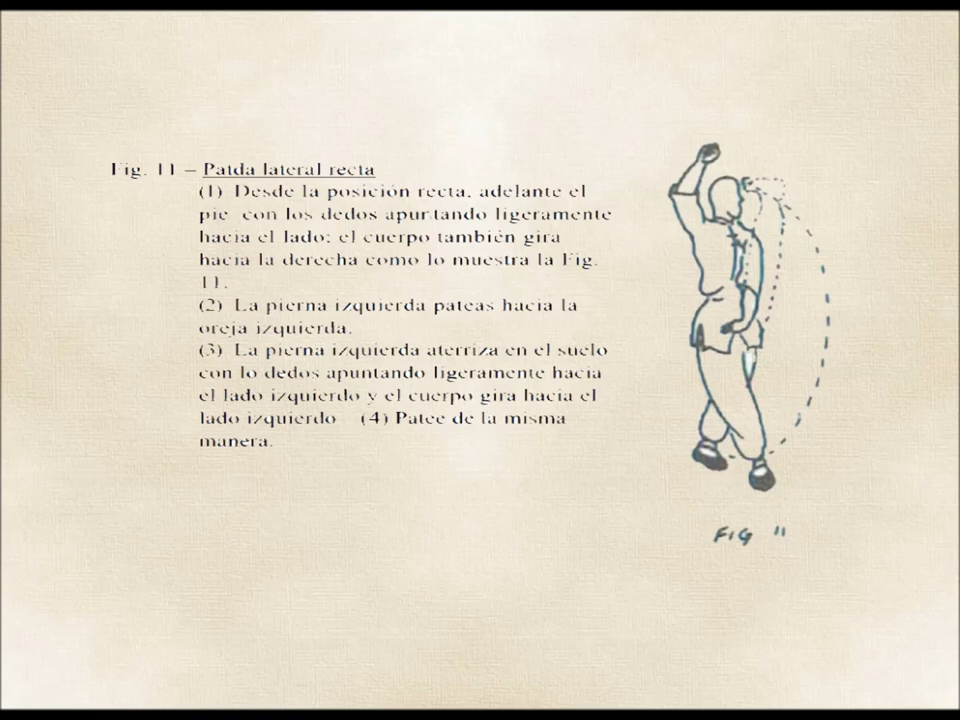 Fig. 11 – Patda lateral recta
(1) Desde la posición recta, adelante el
pie con los dedos apuntando ligeramente
hacia el lado; el cuerpo también gira
hacia la derecha como lo muestra la Fig.
11.
(2) La pierna izquierda pateas hacia la
oreja izquierda.
(3) La pierna izquierda aterriza en el suelo
con lo dedos apuntando ligeramente hacia
el lado izquierdo y el cuerpo gira hacia el
lado izquierdo (4) Patee de la misma
manera.
FIG 11